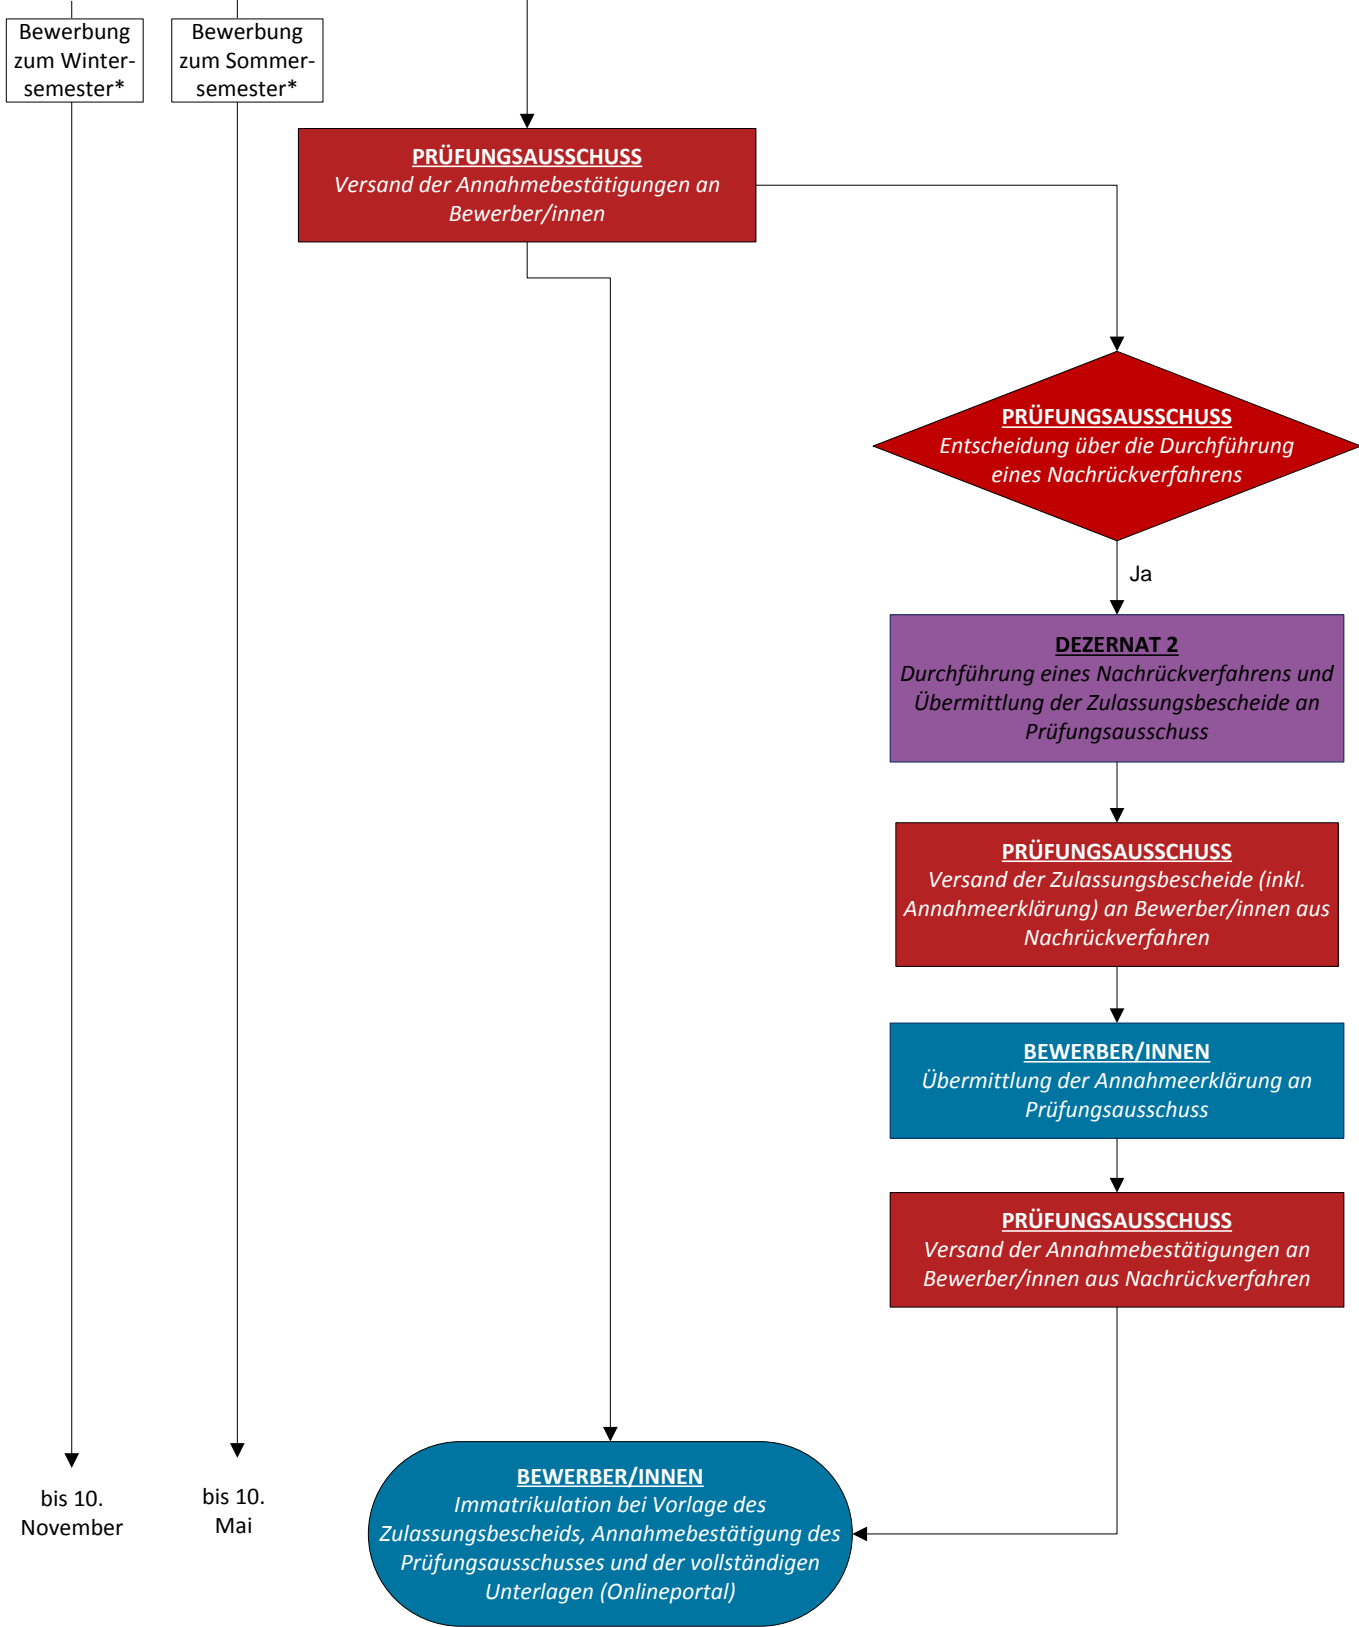 Bewerbung
zum Winter-
semester*
Bewerbung
zum Sommer-
semester*
PRÜFUNGSAUSSCHUSS
Versand der Annahmebestätigungen an
Bewerber/innen
PRÜFUNGSAUSSCHUSS
Entscheidung über die Durchführung
eines Nachrückverfahrens
Ja
DEZERNAT 2
Durchführung eines Nachrückverfahrens und
Übermittlung der Zulassungsbescheide an
Prüfungsausschuss
PRÜFUNGSAUSSCHUSS
Versand der Zulassungsbescheide (inkl.
Annahmeerklärung) an Bewerber/innen aus
Nachrückverfahren
BEWERBER/INNEN
Übermittlung der Annahmeerklärung an
Prüfungsausschuss
PRÜFUNGSAUSSCHUSS
Versand der Annahmebestätigungen an
Bewerber/innen aus Nachrückverfahren
bis 10.
November
bis 10.
Mai
BEWERBER/INNEN
Immatrikulation bei Vorlage des
Zulassungsbescheids, Annahmebestätigung des
Prüfungsausschusses und der vollständigen
Unterlagen (Onlineportal)